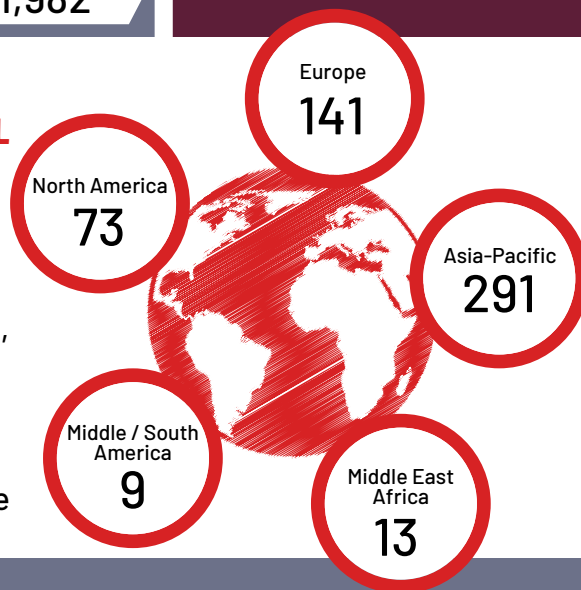 Europe
141
North America
73
Asia-Pacific
291
,
Middle / South
America
9
e
Middle East
Africa
13